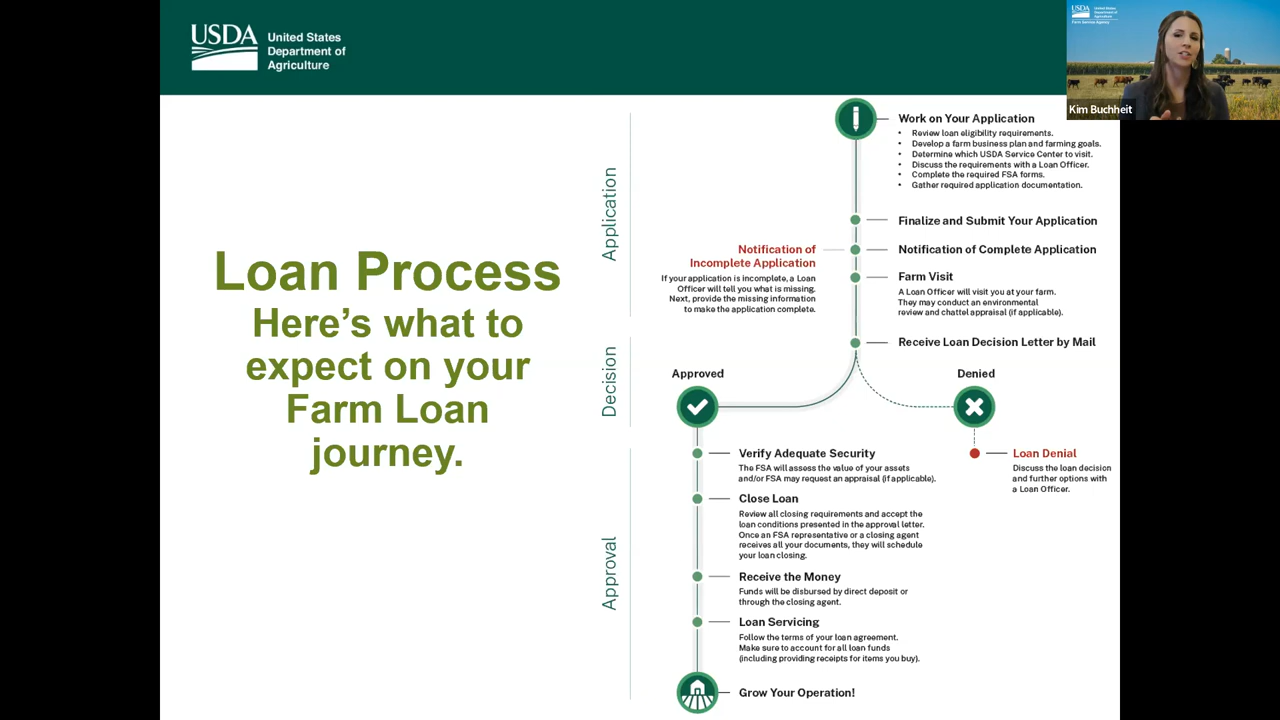 USDA
United States
Department of
Agriculture
USDA
United States
Department of
Agriculture
Farm Service Agency
Kim Buchheit
Loan Process
Here’s what to
expect on your
Farm Loan
journey.
Application
Work on Your Application
• Review loan eligibility requirements.
• Develop a farm business plan and farming goals.
• Determine which USDA Service Center to visit.
• Discuss the requirements with a Loan Officer.
• Complete the required FSA forms.
• Gather required application documentation.
Finalize and Submit Your Application
Notification of
Incomplete Application
If your application is incomplete, a Loan
Officer will tell you what is missing.
Next, provide the missing information
to make the application complete.
Notification of Complete Application
Farm Visit
A Loan Officer will visit you at your farm.
They may conduct an environmental
review and chattel appraisal (if applicable).
Receive Loan Decision Letter by Mail
Decision
Approved
Denied
Loan Denial
Discuss the loan decision
and further options with
a Loan Officer.
Approval
Verify Adequate Security
The FSA will assess the value of your assets
and/or FSA may request an appraisal (if applicable).
Close Loan
Review all closing requirements and accept the
loan conditions presented in the approval letter.
Once an FSA representative or a closing agent
receives all your documents, they will schedule
your loan closing.
Receive the Money
Funds will be disbursed by direct deposit or
through the closing agent.
Loan Servicing
Follow the terms of your loan agreement.
Make sure to account for all loan funds
(including providing receipts for items you buy).
Grow Your Operation!